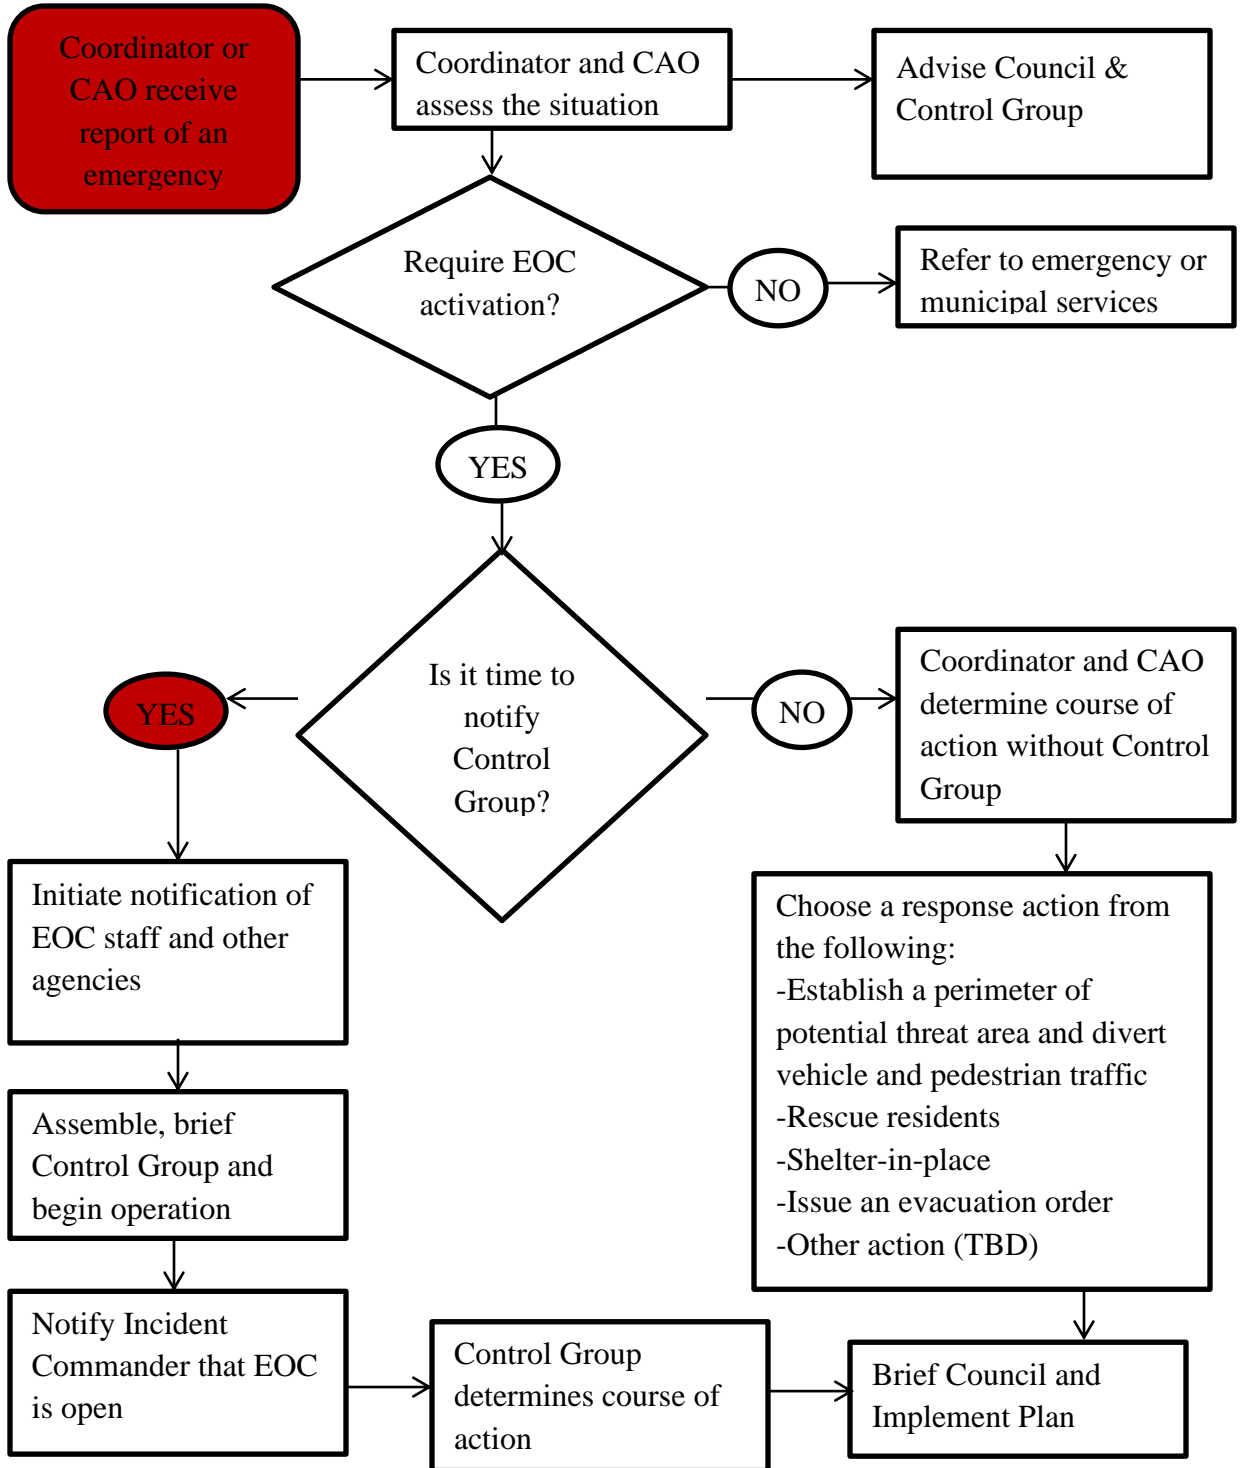 Coordinator or
CAO receive
report of an
emergency
Coordinator and CAO
assess the situation
Advise Council &
Control Group
Require EOC
activation?
NO
Refer to emergency or
municipal services
YES
Is it time to
notify
Control
Group?
YES
NO
Coordinator and CAO
determine course of
action without Control
Group
Initiate notification of
EOC staff and other
agencies
Choose a response action from
the following:
-Establish a perimeter of
potential threat area and divert
vehicle and pedestrian traffic
-Rescue residents
-Shelter-in-place
-Issue an evacuation order
-Other action (TBD)
Assemble, brief
Control Group and
begin operation
Notify Incident
Commander that EOC
is open
Control Group
determines course of
action
Brief Council and
Implement Plan